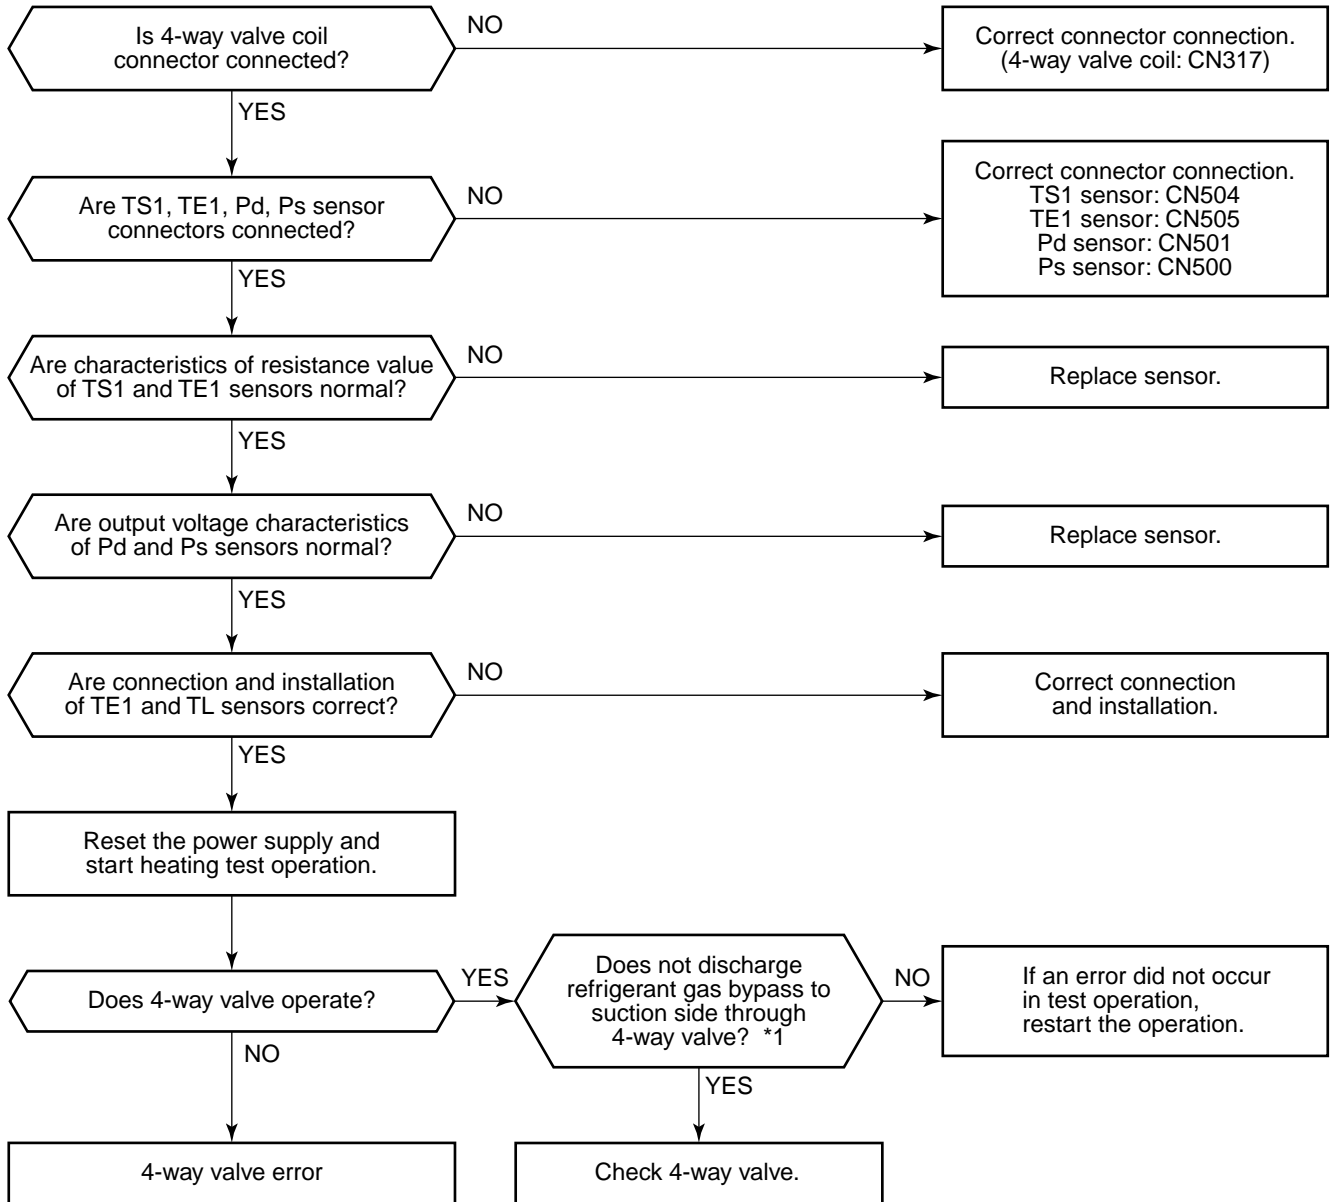 Is 4-way valve coil
connector connected?
NO
Correct connector connection.
(4-way valve coil: CN317)
YES
Are TS1, TE1, Pd, Ps sensor
connectors connected?
NO
Correct connector connection.
TS1 sensor: CN504
TE1 sensor: CN505
Pd sensor: CN501
Ps sensor: CN500
YES
Are characteristics of resistance value
of TS1 and TE1 sensors normal?
NO
Replace sensor.
YES
Are output voltage characteristics
of Pd and Ps sensors normal?
NO
Replace sensor.
YES
Are connection and installation
of TE1 and TL sensors correct?
NO
Correct connection
and installation.
YES
Reset the power supply and
start heating test operation.
Does 4-way valve operate?
YES
Does not discharge
refrigerant gas bypass to
suction side through
4-way valve? *1
NO
If an error did not occur
in test operation,
restart the operation.
NO
YES
4-way valve error
Check 4-way valve.